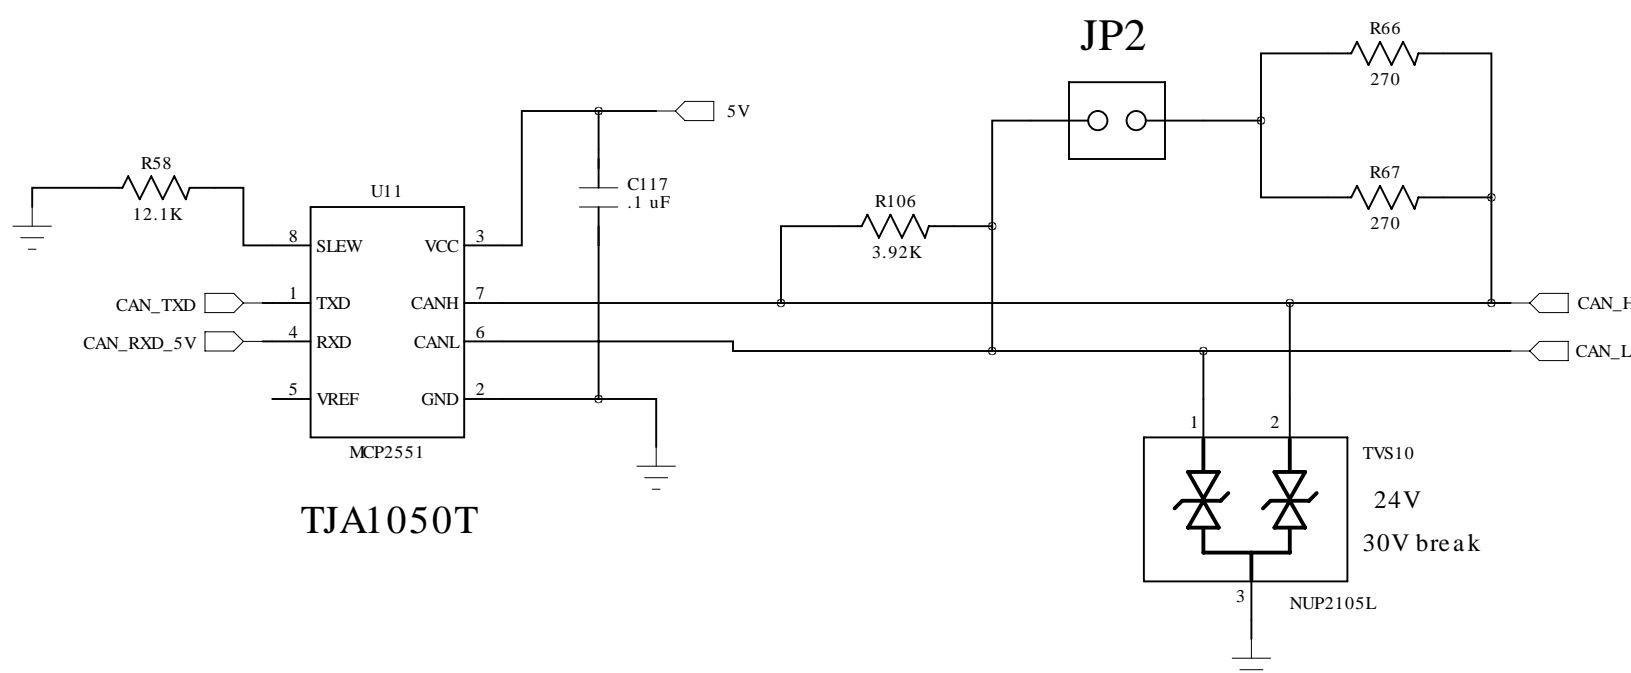 JP2
R66
270
5V
R58
12.1K
U11
C117
.1 uF
R67
270
R106
3.92K
8 SLEW VCC 3
CAN_TXD 1 TXD CANH 7 CAN_H
CAN_RXD_5V 4 RXD CANL 6 CAN_L
5 VREF GND 2
MCP2551
TJA1050T
1 2
TVS10
24V
30V break
3
NUP2105L